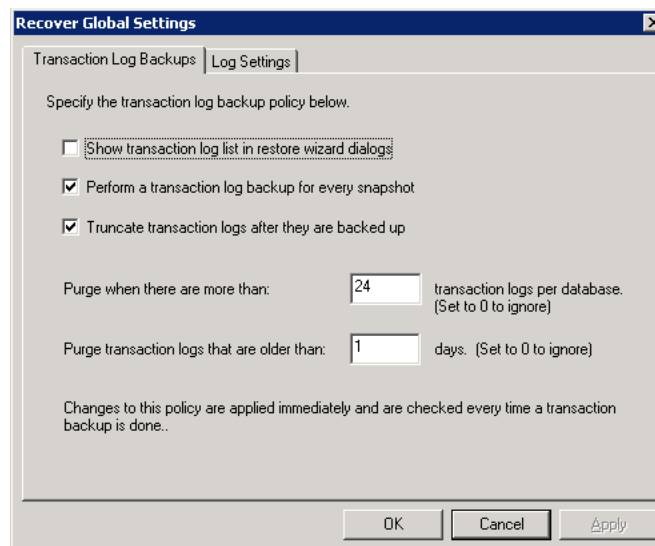 Recover Global Settings
Transaction Log Backups
Log Settings
Specify the transaction log backup policy below.
Show transaction log list in restore wizard dialogs
Perform a transaction log backup for every snapshot
Truncate transaction logs after they are backed up
Purge when there are more than: 24 transaction logs per database.
(Set to 0 to ignore)
Purge transaction logs that are older than: 1 days. (Set to 0 to ignore)
Changes to this policy are applied immediately and are checked every time a transaction
backup is done..
OK Cancel Apply